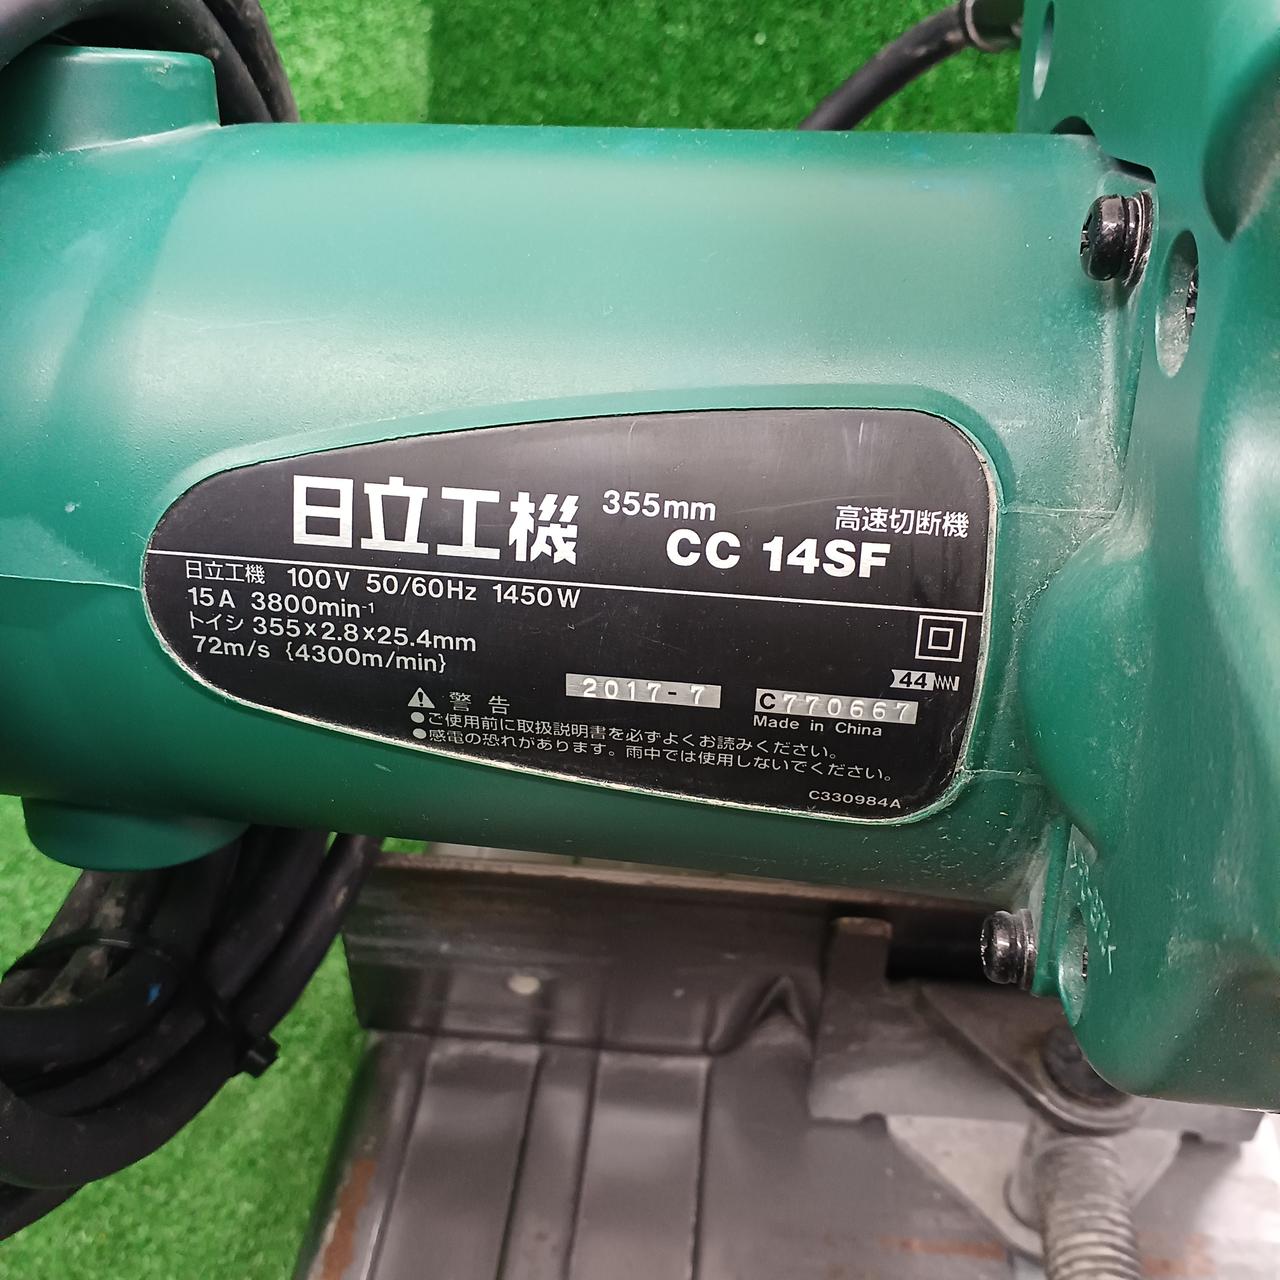 日立工機 355mm 高速切断機
CC 14SF
日立工機 100V 50/60Hz 1450W
15A 3800min-1
トイシ 355×2.8×25.4mm
72m/s {4300m/min}
44
2017-7 C770667
Made in China
警告
●ご使用前に取扱説明書を必ずよくお読みください。
●感電の恐れがあります。雨中では使用しないでください。
C330984A